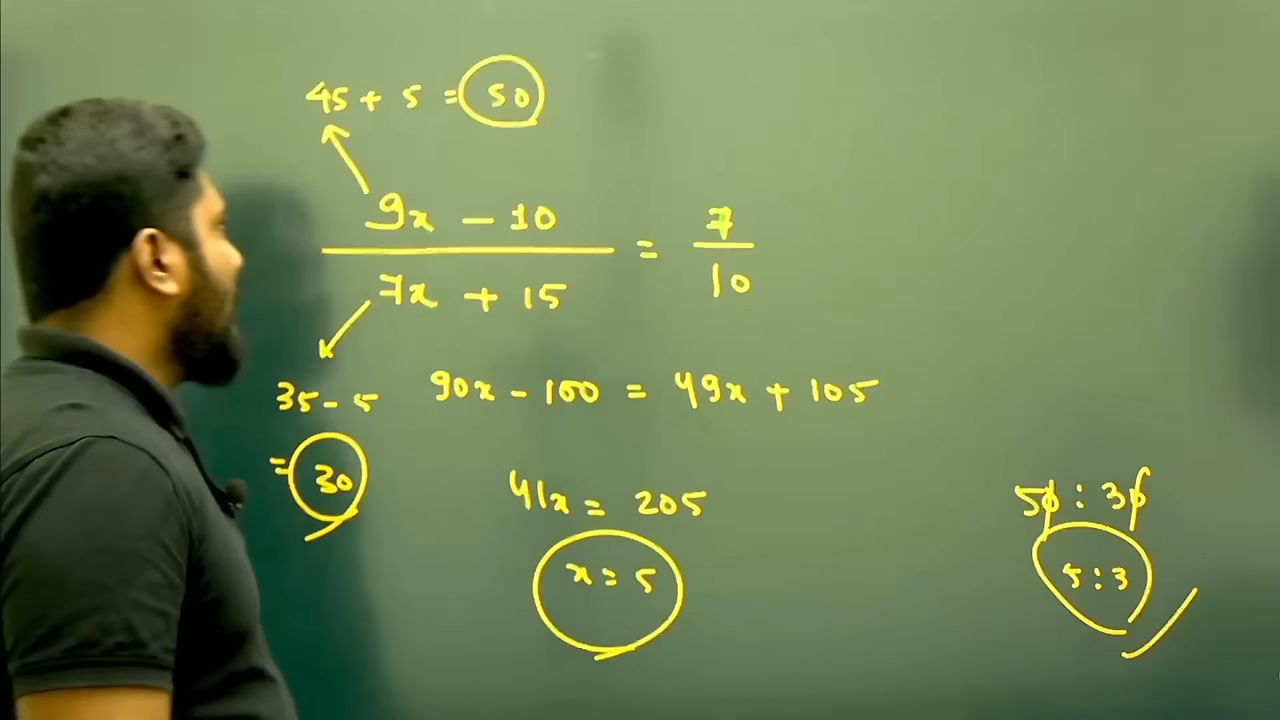 45 + 5 = 50
9x - 10 / 7x + 15 = 7 / 10
35 - 5
= 30
90x - 100 = 49x + 105
41x = 205
x = 5
50 : 30
5 : 3